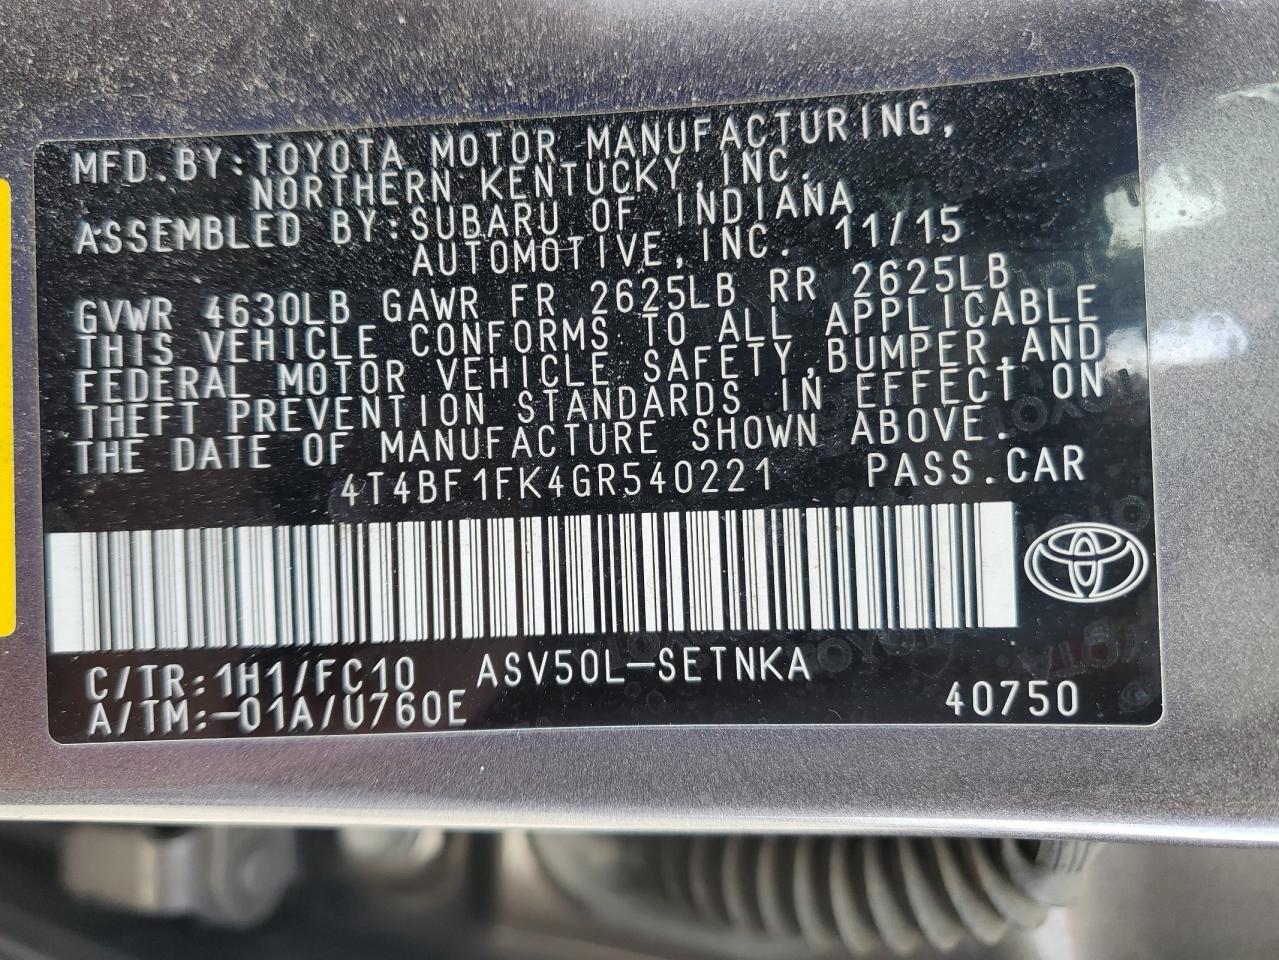 MFD.BY:TOYOTA MOTOR MANUFACTURING,
NORTHERN KENTUCKY,INC.
ASSEMBLED BY:SUBARU OF INDIANA
AUTOMOTIVE,INC. 11/15
GVWR 4630LB GAWR FR 2625LB RR 2625LB
THIS VEHICLE CONFORMS TO ALL APPLICABLE
FEDERAL MOTOR VEHICLE SAFETY,BUMPER,AND
THEFT PREVENTION STANDARDS IN EFFECT ON
THE DATE OF MANUFACTURE SHOWN ABOVE.
4T4BF1FK4GR540221 PASS.CAR
C/TR:1H1/FC10 ASV50L-SETNKA
A/TM:-01A/U760E 40750